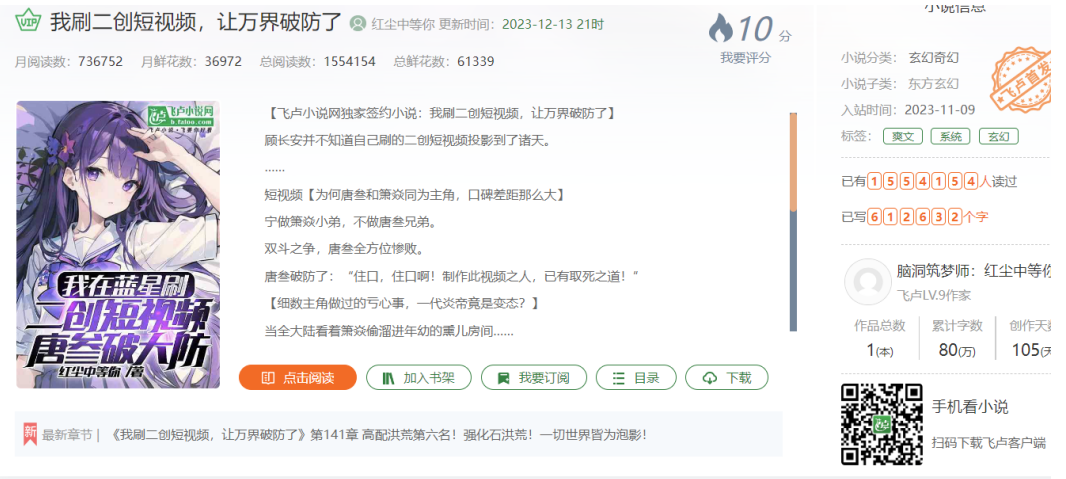 VIP 我刷二创短视频，让万界破防了 红尘中等你 更新时间：2023-12-13 21时
10 分
我要评分
月阅读数：736752 月鲜花数：36972 总阅读数：1554154 总鲜花数：61339
飞卢小说网
b.faloo.com
飞卢小说·飞要你好看
我在蓝星刷
二创短视频
唐叁破大防
红尘中等你/著
【飞卢小说网独家签约小说：我刷二创短视频，让万界破防了】
顾长安并不知道自己刷的二创短视频投影到了诸天。
......
短视频【为何唐叁和箫焱同为主角，口碑差距那么大】
宁做箫焱小弟，不做唐叁兄弟。
双斗之争，唐叁全方位惨败。
唐叁破防了：“住口，住口啊！制作此视频之人，已有取死之道！“
【细数主角做过的亏心事，一代炎帝竟是变态？】
当全大陆看着箫焱偷溜进年幼的薰儿房间......
点击阅读 加入书架 我要订阅 目录 下载
新 最新章节 | 《我刷二创短视频，让万界破防了》第141章 高配洪荒第六名！强化石洪荒！一切世界皆为泡影！
小说信息
小说分类： 玄幻奇幻
小说子类： 东方玄幻
入站时间：2023-11-09
飞卢首发
标签： 爽文 系统 玄幻
已有1554154人读过
已写612632个字
脑洞筑梦师：红尘中等你
飞卢LV.9作家
作品总数 累计字数 创作天
1(本) 80(万) 105(天
手机看小说
扫码下载飞卢客户端